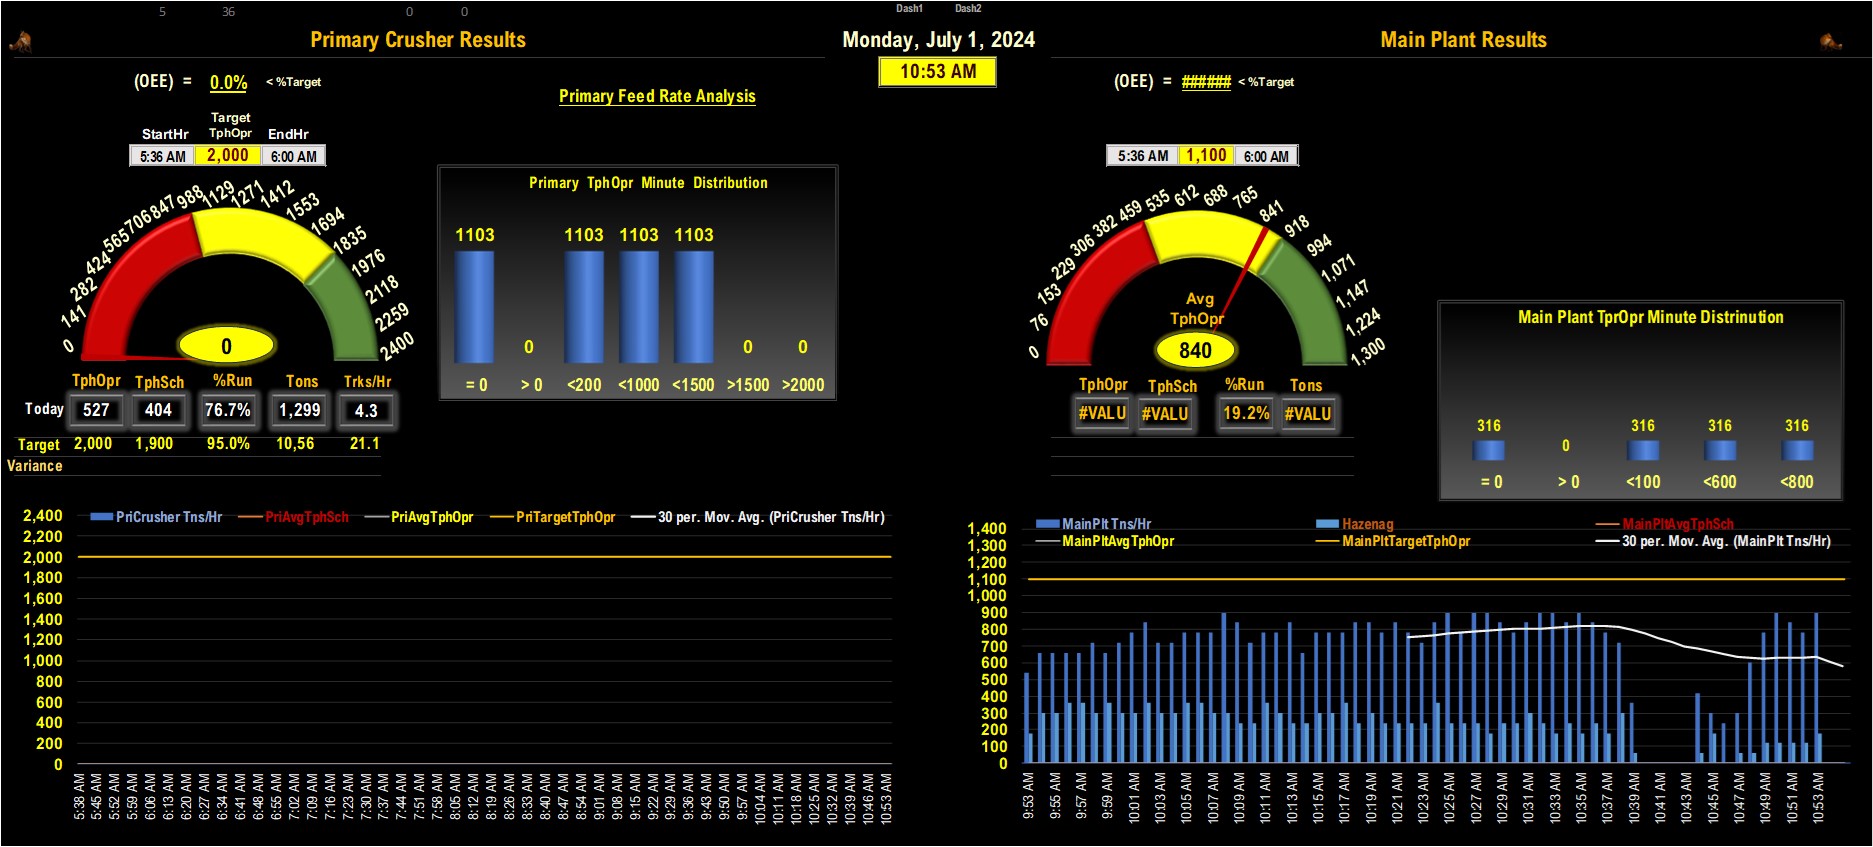 5 36 0 0 Dash1 Dash2
Primary Crusher Results
Monday, July 1, 2024
Main Plant Results
10:53 AM
(OEE) = 0.0% < %Target
Primary Feed Rate Analysis
(OEE) = ###### < %Target
Target
StartHr TphOpr EndHr
5:36 AM 2,000 6:00 AM
5:36 AM 1,100 6:00 AM
0 141 282 424 565 706 847 988 1129 1271 1412 1553 1694 1835 1976 2118 2259 2400
0
Primary TphOpr Minute Distribution
1103 1103 1103 1103
0 0 0
= 0 > 0 <200 <1000 <1500 >1500 >2000
0 76 153 229 306 382 459 535 612 688 765 841 918 994 1,071 1,147 1,224 1,300
Avg
TphOpr
840
Main Plant TprOpr Minute Distrinution
316 0 316 316 316
= 0 > 0 <100 <600 <800
TphOpr TphSch %Run Tons Trks/Hr
Today 527 404 76.7% 1,299 4.3
Target 2,000 1,900 95.0% 10,56 21.1
Variance
TphOpr TphSch %Run Tons
#VALU #VALU 19.2% #VALU
PriCrusher Tns/Hr PriAvgTphSch PriAvgTphOpr PriTargetTphOpr 30 per. Mov. Avg. (PriCrusher Tns/Hr)
2,400
2,200
2,000
1,800
1,600
1,400
1,200
1,000
800
600
400
200
0
5:38 AM 5:45 AM 5:52 AM 5:59 AM 6:06 AM 6:13 AM 6:20 AM 6:27 AM 6:34 AM 6:41 AM 6:48 AM 6:55 AM 7:02 AM 7:09 AM 7:16 AM 7:23 AM 7:30 AM 7:37 AM 7:44 AM 7:51 AM 7:58 AM 8:05 AM 8:12 AM 8:19 AM 8:26 AM 8:33 AM 8:40 AM 8:47 AM 8:54 AM 9:01 AM 9:08 AM 9:15 AM 9:22 AM 9:29 AM 9:36 AM 9:43 AM 9:50 AM 9:57 AM 10:04 AM 10:11 AM 10:18 AM 10:25 AM 10:32 AM 10:39 AM 10:46 AM 10:53 AM
MainPlt Tns/Hr Hazenag MainPltAvgTphSch
MainPltAvgTphOpr MainPltTargetTphOpr 30 per. Mov. Avg. (MainPlt Tns/Hr)
1,400
1,300
1,200
1,100
1,000
900
800
700
600
500
400
300
200
100
0
9:53 AM 9:55 AM 9:57 AM 9:59 AM 10:01 AM 10:03 AM 10:05 AM 10:07 AM 10:09 AM 10:11 AM 10:13 AM 10:15 AM 10:17 AM 10:19 AM 10:21 AM 10:23 AM 10:25 AM 10:27 AM 10:29 AM 10:31 AM 10:33 AM 10:35 AM 10:37 AM 10:39 AM 10:41 AM 10:43 AM 10:45 AM 10:47 AM 10:49 AM 10:51 AM 10:53 AM